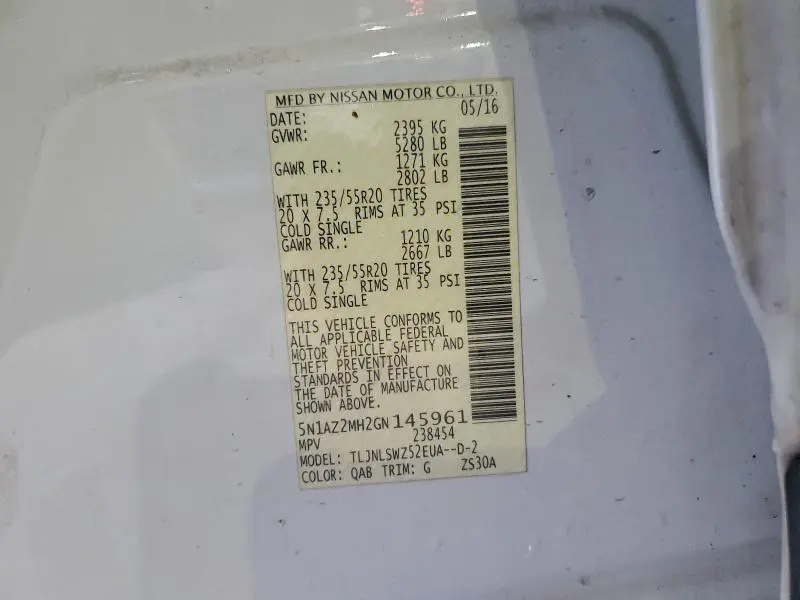 MFD BY NISSAN MOTOR CO., LTD.
DATE: 05/16
GVWR: 2395 KG
5280 LB
GAWR FR.: 1271 KG
2802 LB
WITH 235/55R20 TIRES
20 X 7.5 RIMS AT 35 PSI
COLD SINGLE
GAWR RR.: 1210 KG
2667 LB
WITH 235/55R20 TIRES
20 X 7.5 RIMS AT 35 PSI
COLD SINGLE
THIS VEHICLE CONFORMS TO
ALL APPLICABLE FEDERAL
MOTOR VEHICLE SAFETY AND
THEFT PREVENTION
STANDARDS IN EFFECT ON
THE DATE OF MANUFACTURE
SHOWN ABOVE.
5N1AZ2MH2GN145961
MPV 238454
MODEL: TLJNLSWZ52EUA--D-2
COLOR: QAB TRIM: G ZS30A